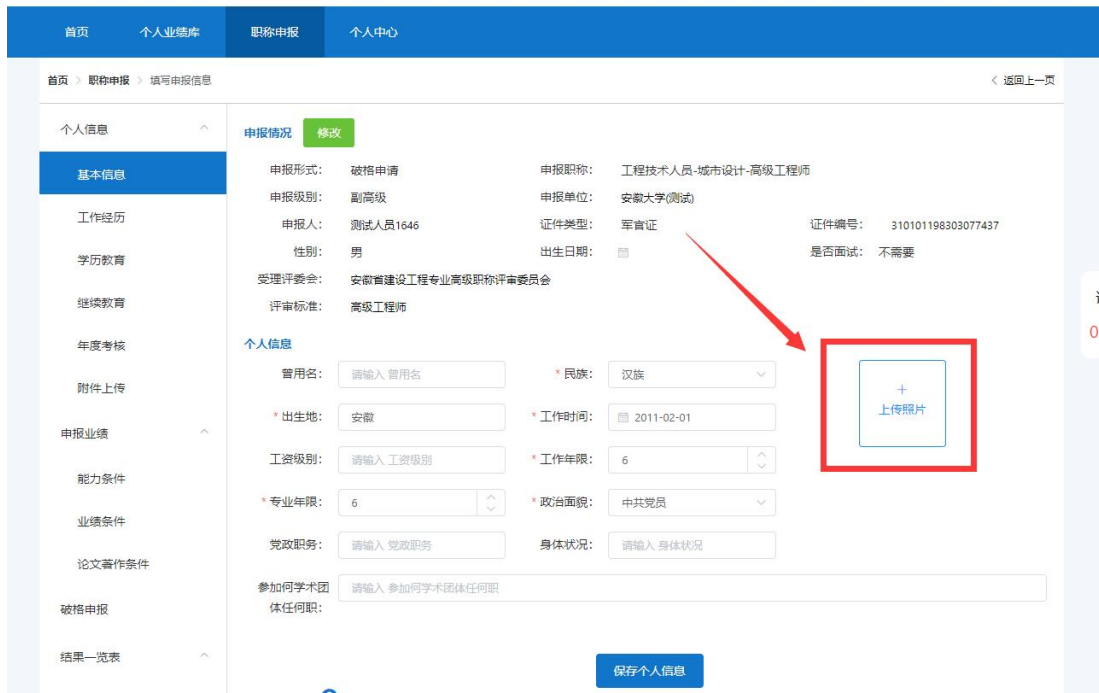 首页 个人业绩库 职称申报 个人中心
首页 > 职称申报 > 填写申报信息 < 返回上一页
个人信息
基本信息
工作经历
学历教育
继续教育
年度考核
附件上传
申报业绩
能力条件
业绩条件
论文著作条件
破格申报
结果一览表
申报情况 修改
申报形式： 破格申请 申报职称： 工程技术人员-城市设计-高级工程师
申报级别： 副高级 申报单位： 安徽大学(测试)
申报人： 测试人员1646 证件类型： 军官证 证件编号： 310101198303077437
性别： 男 出生日期： 是否面试： 不需要
受理评委会： 安徽省建设工程专业高级职称评审委员会
评审标准： 高级工程师
个人信息
曾用名： 请输入 曾用名 * 民族： 汉族
+
上传照片
* 出生地： 安徽 * 工作时间： 2011-02-01
工资级别： 请输入 工资级别 * 工作年限： 6
* 专业年限： 6 * 政治面貌： 中共党员
党政职务： 请输入 党政职务 身体状况： 请输入 身体状况
参加何学术团 请输入 参加何学术团体任何职
体任何职：
保存个人信息
0